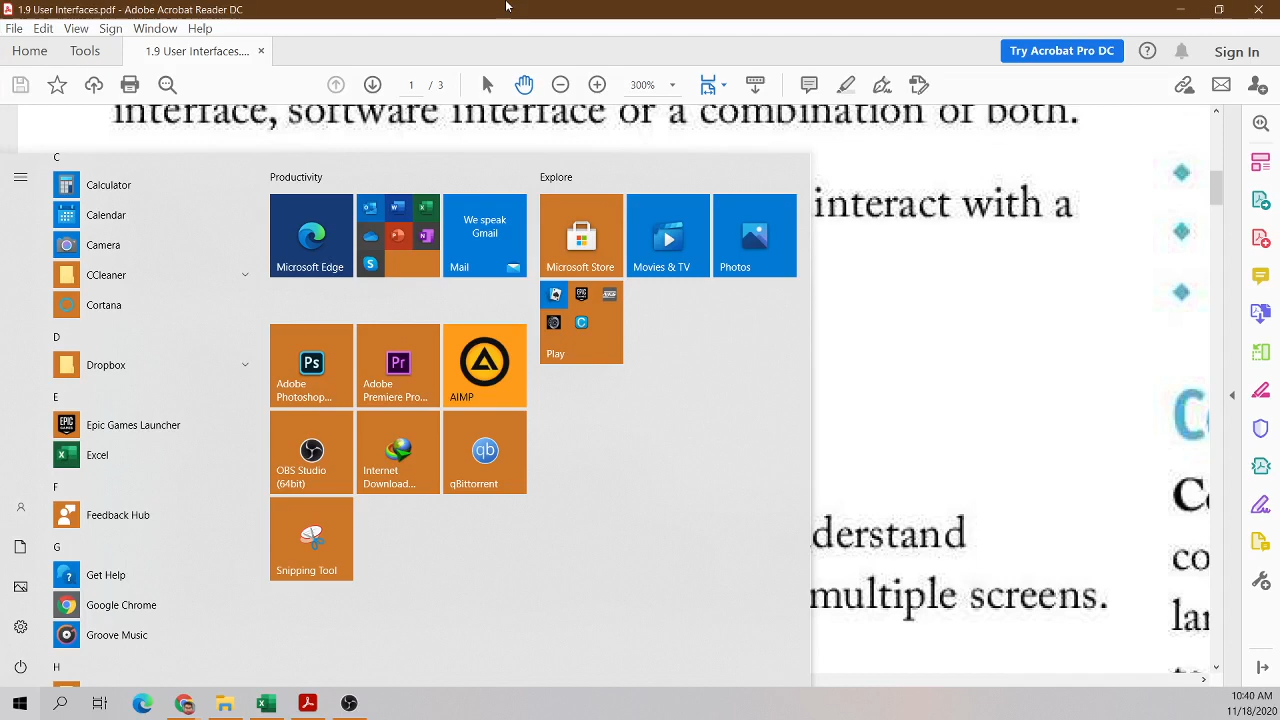 1.9 User Interfaces.pdf - Adobe Acrobat Reader DC
File Edit View Sign Window Help
Home Tools 1.9 User Interfaces.... Try Acrobat Pro DC Sign In
1 / 3 300%
interface, software interface or a combination of both.
interact with a
derstand
multiple screens.
C
Co
co
lar
C
Calculator
Calendar
Camera
CCleaner
Cortana
D
Dropbox
E
Epic Games Launcher
Excel
F
Feedback Hub
G
Get Help
Google Chrome
Groove Music
H
Productivity
Microsoft Edge
We speak
Gmail
Mail
Adobe
Photoshop...
Adobe
Premiere Pro...
AIMP
OBS Studio
(64bit)
Internet
Download...
qBittorrent
Snipping Tool
Explore
Microsoft Store
Movies & TV
Photos
Play
10:40 AM
11/18/2020